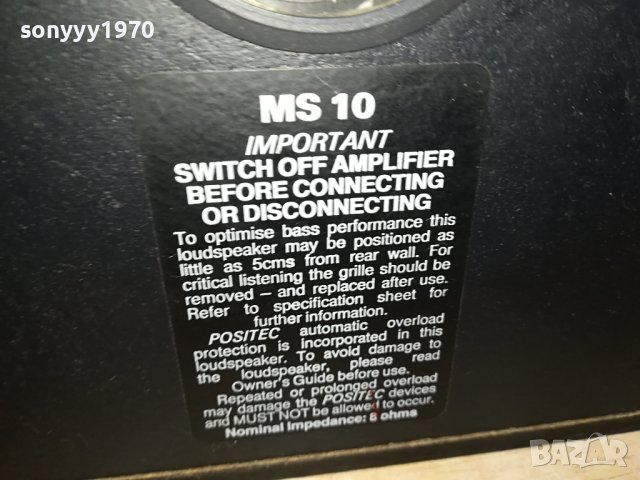 sonyyy1970
MS 10
IMPORTANT
SWITCH OFF AMPLIFIER
BEFORE CONNECTING
OR DISCONNECTING
To optimise bass performance this
loudspeaker may be positioned as
little as 5cms from rear wall. For
critical listening the grille should be
removed – and replaced after use.
Refer to specification sheet for
further information.
POSITEC automatic overload
protection is incorporated in this
loudspeaker. To avoid damage to
the loudspeaker, please read
Owner's Guide before use.
Repeated or prolonged overload
may damage the POSITEC devices
and MUST NOT be allowed to occur.
Nominal Impedance: 8 ohms
BAZAR